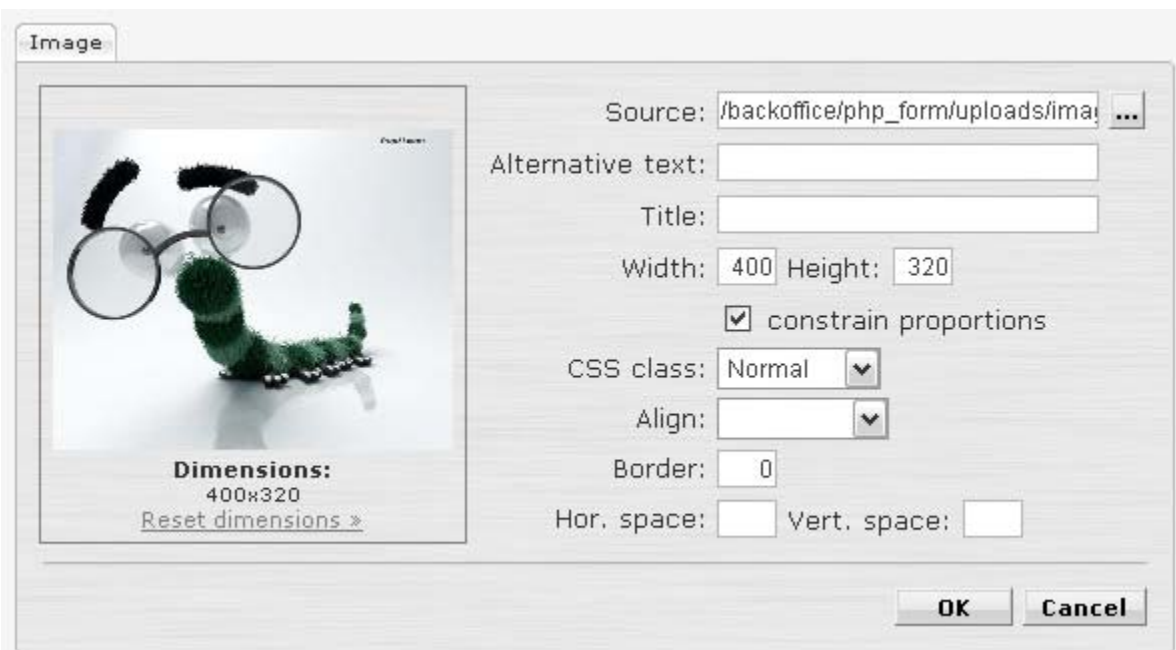 Image
Source: /backoffice/php_form/uploads/ima
...
Alternative text:
Title:
Width: 400 Height: 320
constrain proportions
CSS class: Normal
Align:
Border: 0
Hor. space: Vert. space:
Dimensions:
400x320
Reset dimensions »
OK Cancel